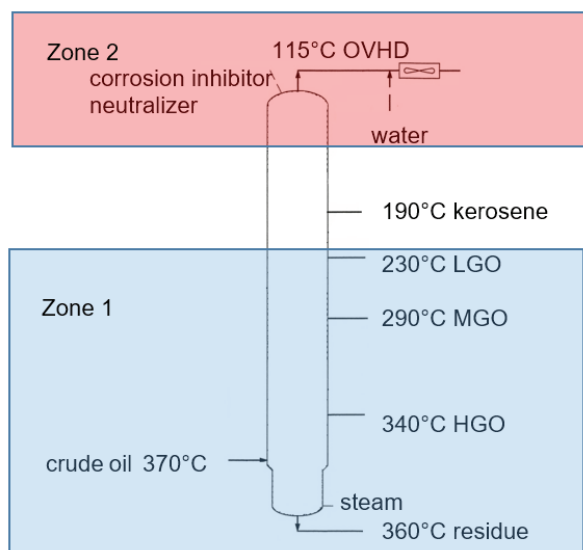 Zone 2
115°C OVHD
corrosion inhibitor
neutralizer
water
190°C kerosene
230°C LGO
Zone 1
290°C MGO
340°C HGO
crude oil 370°C
steam
360°C residue